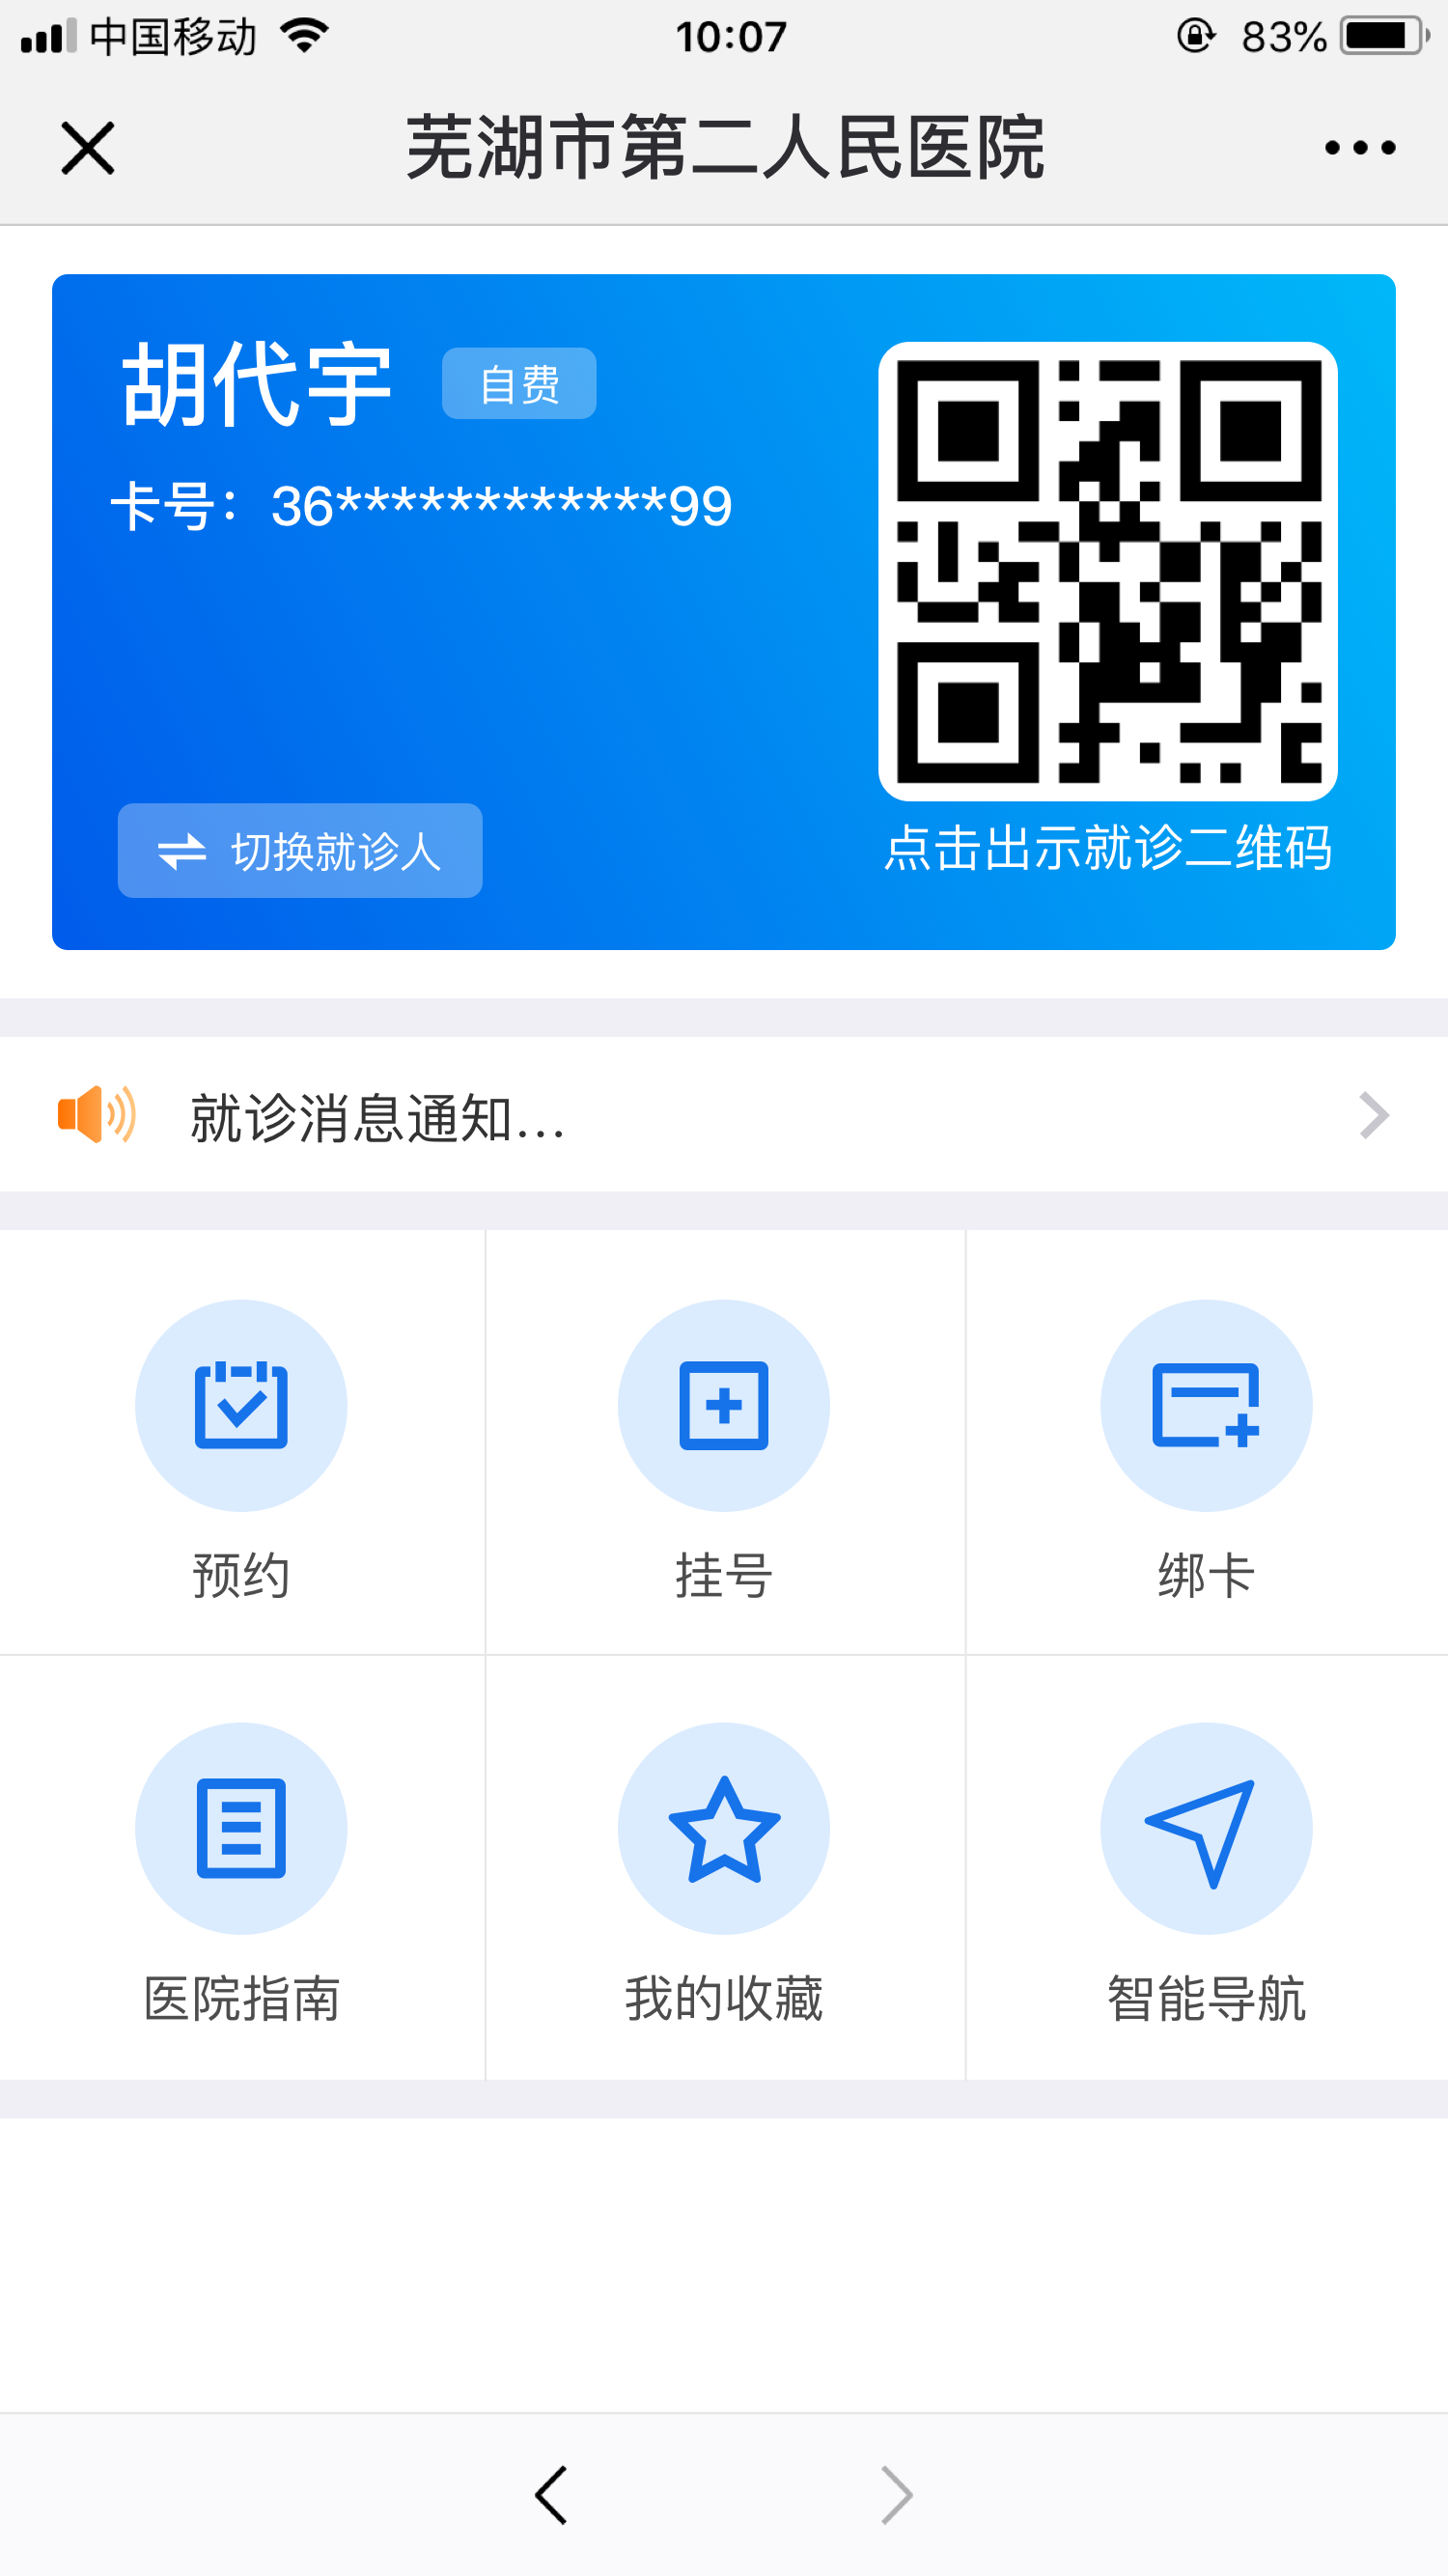 中国移动 10:07 83%
芜湖市第二人民医院
胡代宇 自费
卡号：36************99
切换就诊人
点击出示就诊二维码
就诊消息通知...
预约 挂号 绑卡
医院指南 我的收藏 智能导航